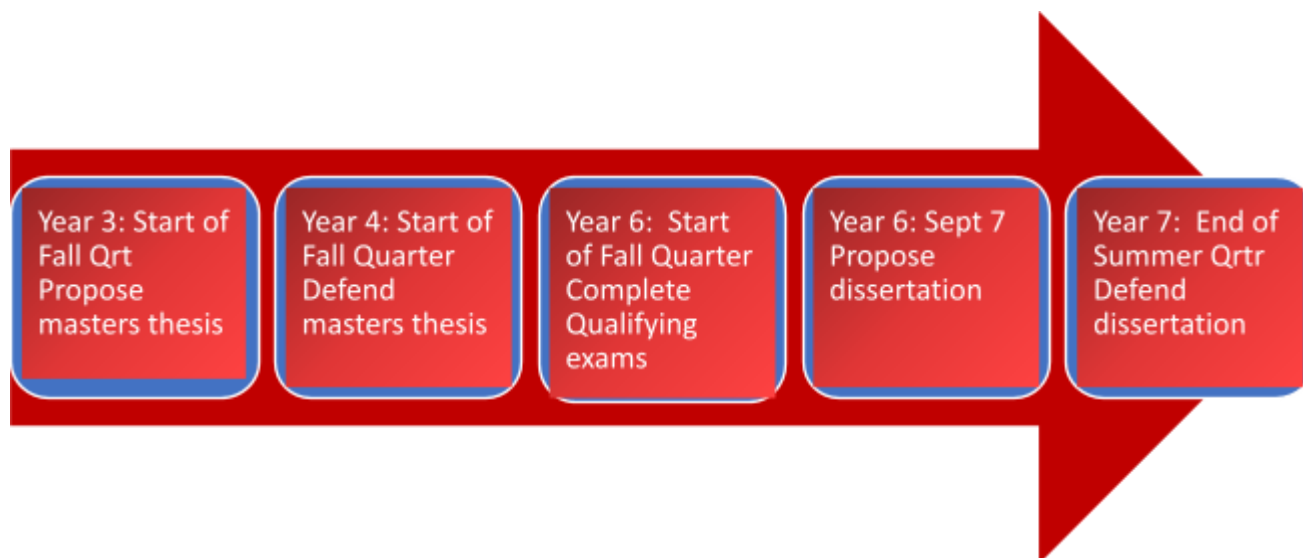 Year 3: Start of
Fall Qrt
Propose
masters thesis
Year 4: Start of
Fall Quarter
Defend
masters thesis
Year 6:  Start
of Fall Quarter
Complete
Qualifying
exams
Year 6: Sept 7
Propose
dissertation
Year 7:  End of
Summer Qrtr
Defend
dissertation